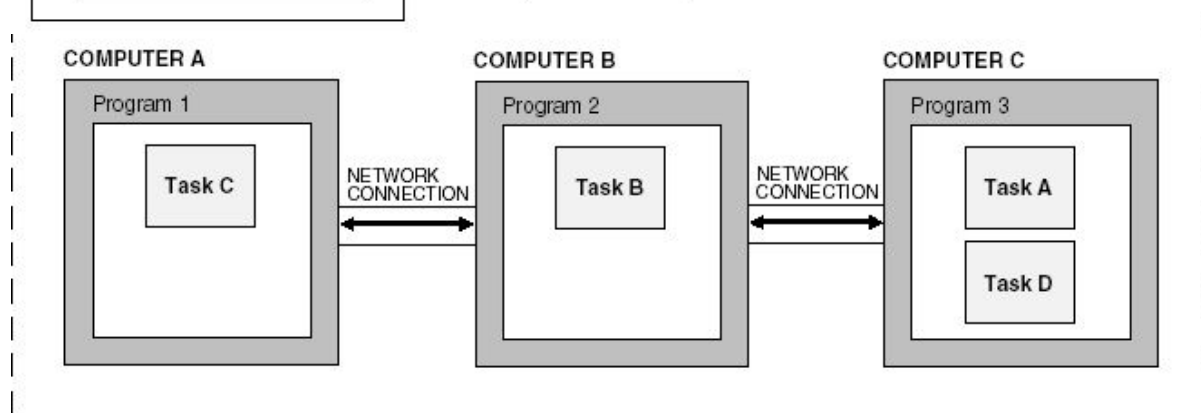 COMPUTER A
COMPUTER B
COMPUTER C
Program 1
Program 2
Program 3
Task C
NETWORK
CONNECTION
Task B
NETWORK
CONNECTION
Task A
Task D